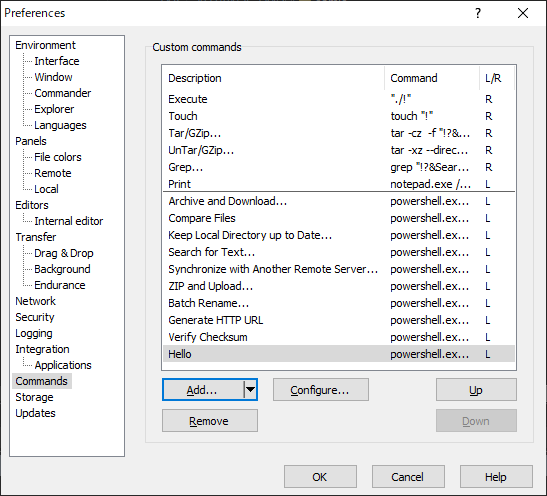 Preferences
?
Environment
Interface
Window
Commander
Explorer
Languages
Panels
File colors
Remote
Local
Editors
Internal editor
Transfer
Drag & Drop
Background
Endurance
Network
Security
Logging
Integration
Applications
Commands
Storage
Updates
Custom commands
Description Command L/R
Execute "./!" R
Touch touch "!" R
Tar/GZip... tar -cz -f "!?&... R
UnTar/GZip... tar -xz --direc... R
Grep... grep "!?&Sear... R
Print notepad.exe /... L
Archive and Download... powershell.ex... L
Compare Files powershell.ex... L
Keep Local Directory up to Date... powershell.ex... L
Search for Text... powershell.ex... L
Synchronize with Another Remote Server... powershell.ex... L
ZIP and Upload... powershell.ex... L
Batch Rename... powershell.ex... L
Generate HTTP URL powershell.ex... L
Verify Checksum powershell.ex... L
Hello powershell.ex... L
Add... Configure... Up
Remove Down
OK Cancel Help